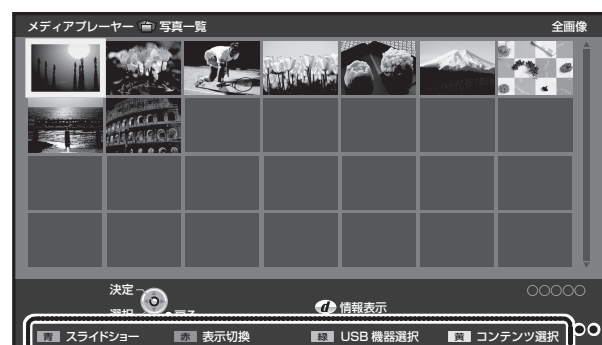 メディアプレーヤー 写真一覧 全画像
決定
選択 戻る
d 情報表示
○○○○○
青 スライドショー 赤 表示切換 緑 USB 機器選択 黄 コンテンツ選択
○○